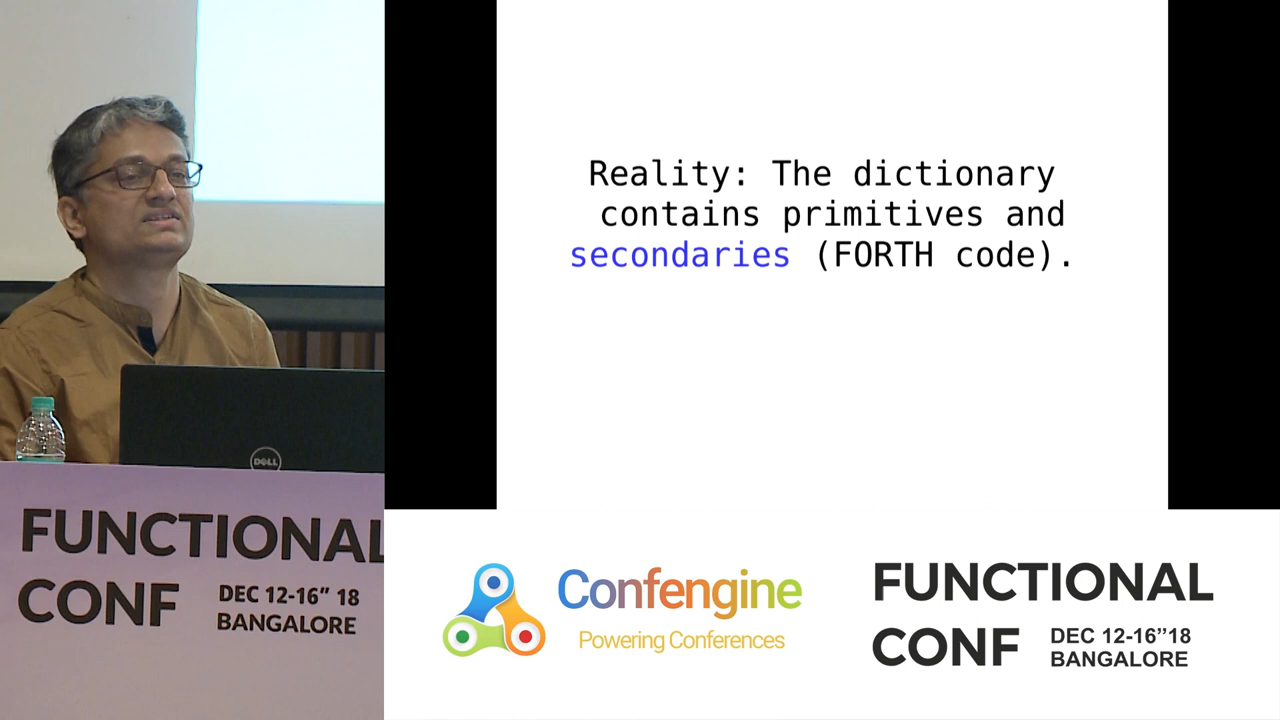 Reality: The dictionary
contains primitives and
secondaries (FORTH code).
DELL
FUNCTIONAL
CONF
DEC 12-16” 18
BANGALORE
Confengine
Powering Conferences
FUNCTIONAL
CONF
DEC 12-16”18
BANGALORE